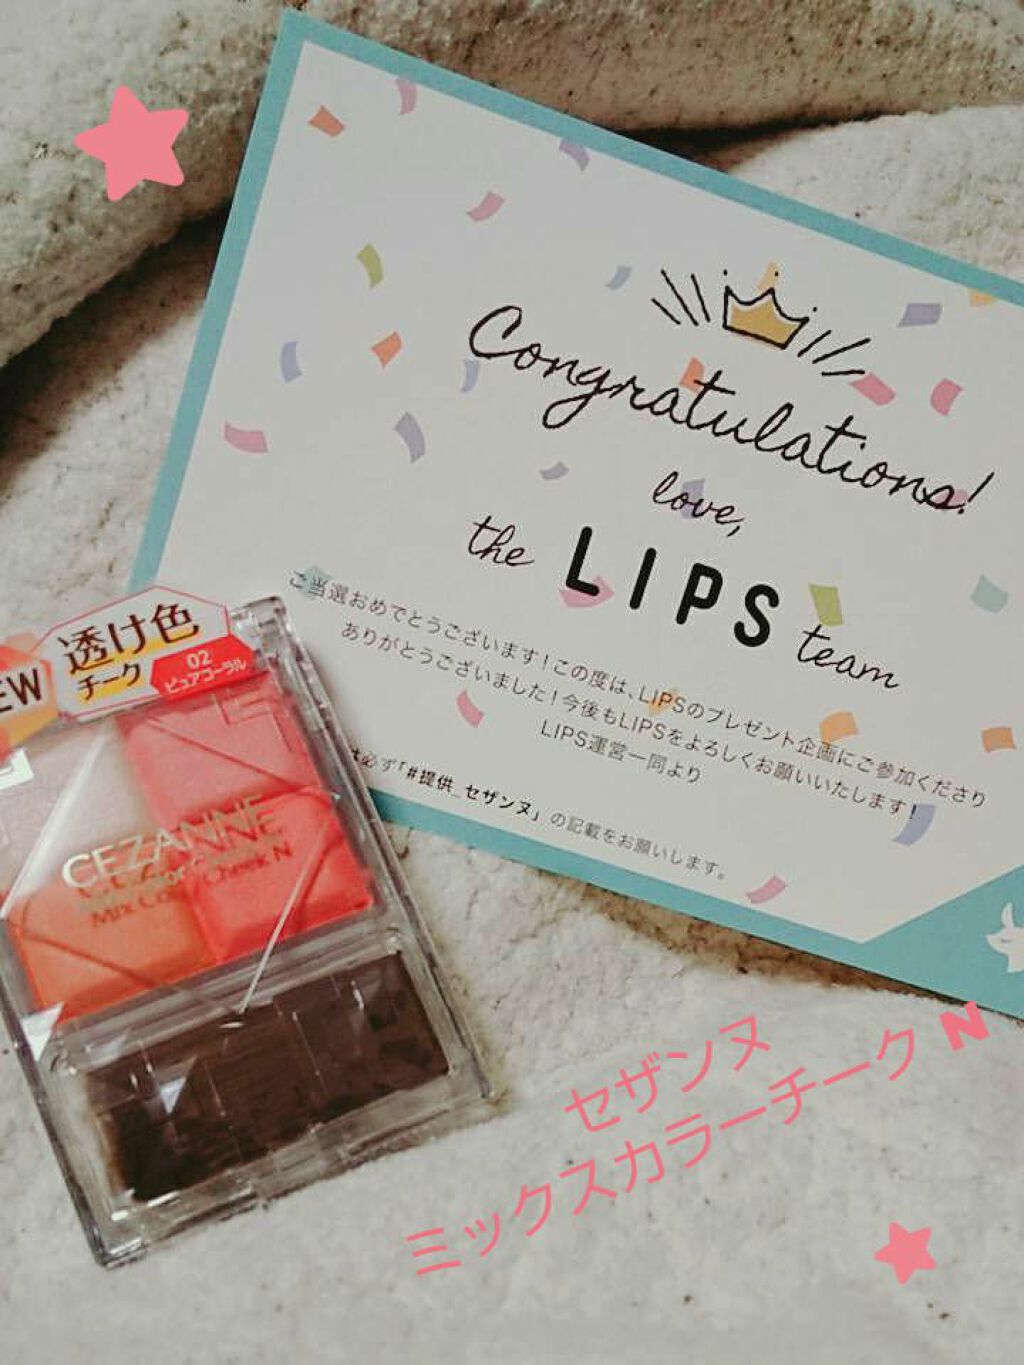 Congratulations!
love,
the LIPS team
ご当選おめでとうございます！この度は、LIPSのプレゼント企画にご参加くださり
ありがとうございました！今後もLIPSをよろしくお願いいたします！
LIPS運営一同より
必ず「#提供_セザンヌ」の記載をお願いします。
透け色
チーク
02
ピュアコーラル
CEZANNE
Mix Color Cheek N
セザンヌ
ミックスカラーチーク N